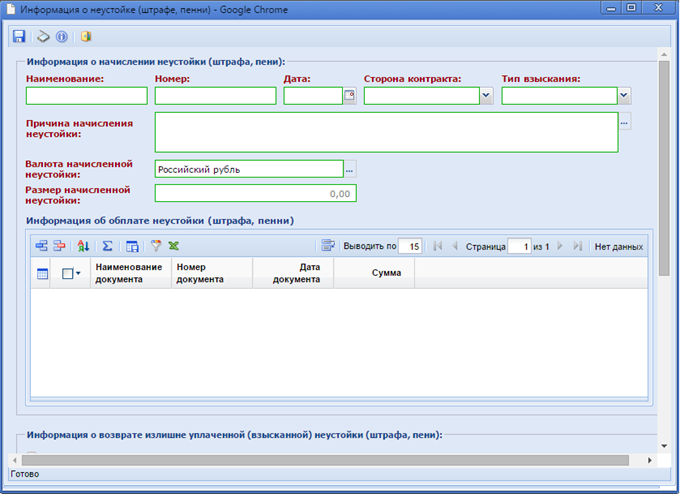 Информация о неустойке (штрафе, пенни) - Google Chrome
Информация о начислении неустойки (штрафа, пени):
Наименование: Номер: Дата: Сторона контракта: Тип взыскания:
Причина начисления
неустойки:
...
Валюта начисленной
неустойки:
Российский рубль ...
Размер начисленной
неустойки:
0,00
Информация об обплате неустойки (штрафа, пенни)
Выводить по 15 Страница 1 из 1 Нет данных
Наименование документа Номер документа Дата документа Сумма
Информация о возврате излишне уплаченной (взысканной) неустойки (штрафа, пени):
Готово